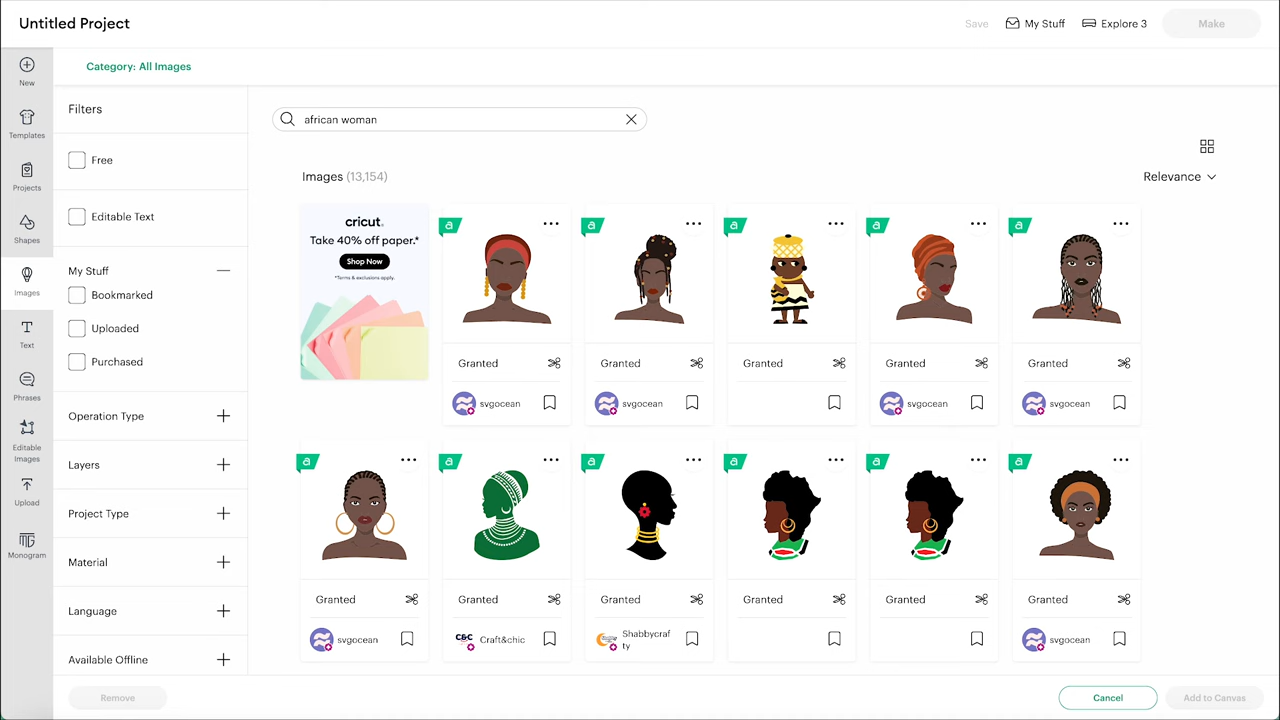 Untitled Project
Save
My Stuff
Explore 3
Make
New
Templates
Projects
Shapes
Images
Text
Phrases
Editable
Images
Upload
Monogram
Category: All Images
Filters
Free
Editable Text
My Stuff
Bookmarked
Uploaded
Purchased
Operation Type
Layers
Project Type
Material
Language
Available Offline
african woman
Images (13,154)
Relevance
cricut
Take 40% off paper.*
Shop Now
*Terms & exclusions apply.
a
a
a
a
a
Granted
Granted
Granted
Granted
Granted
svgocean
svgocean
svgocean
svgocean
a
a
a
a
a
a
Granted
Granted
Granted
Granted
Granted
Granted
svgocean
C&C
Craft&chic
Shabbycraf
ty
svgocean
Remove
Cancel
Add to Canvas